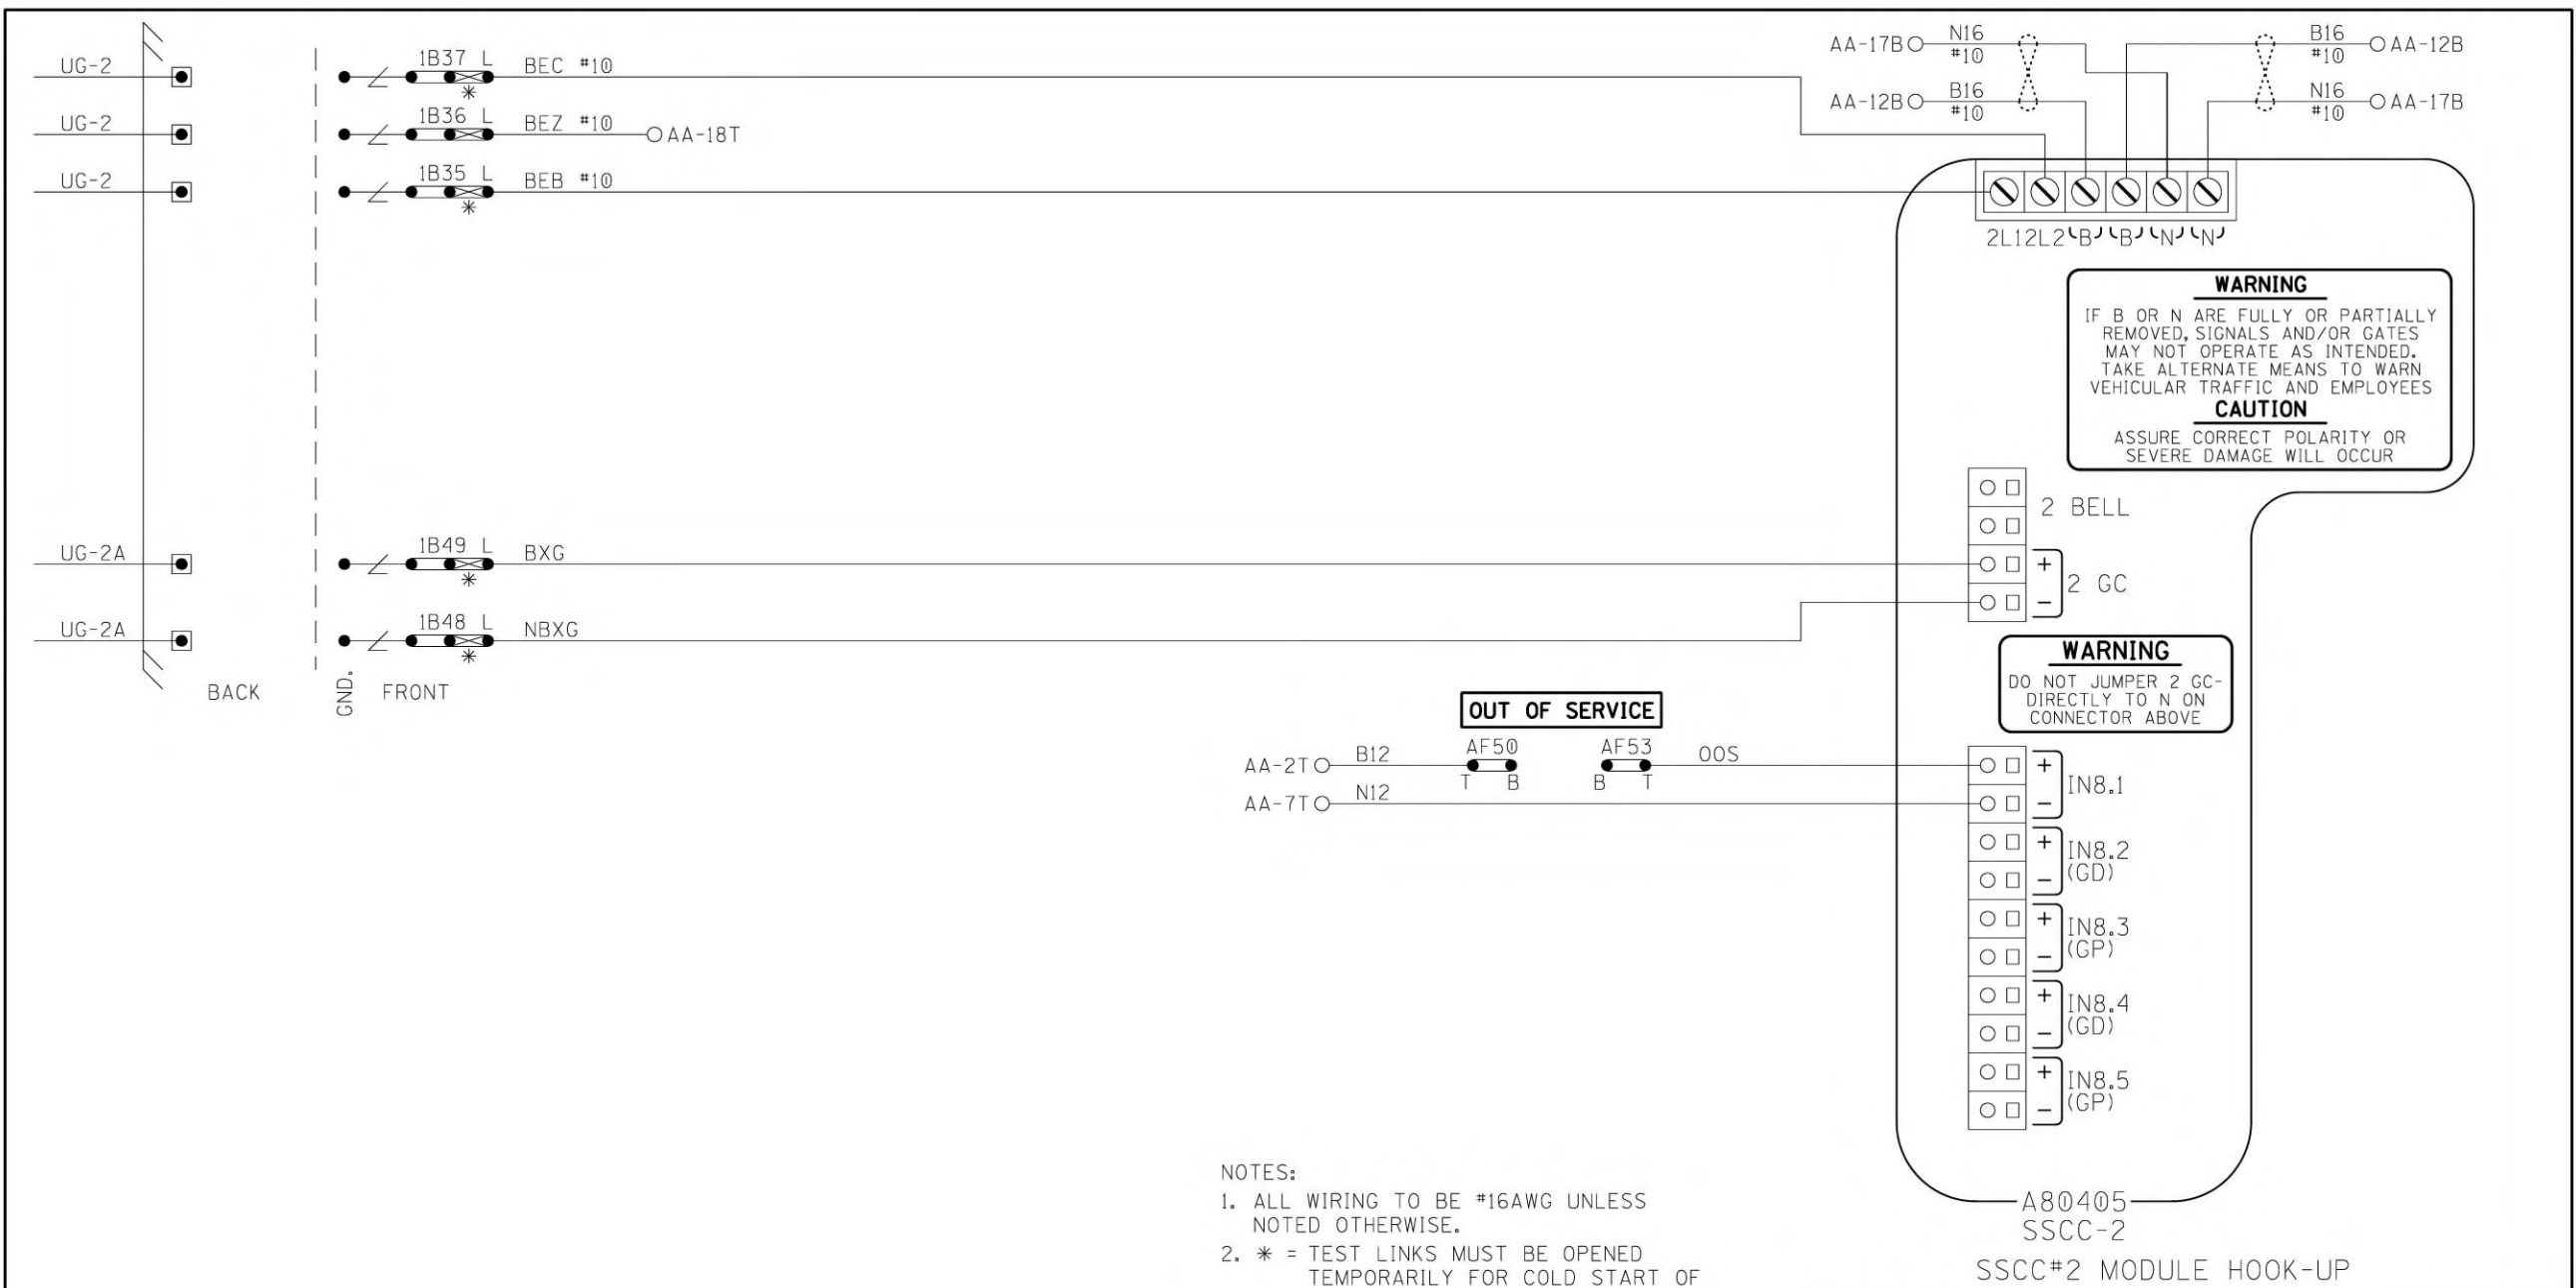 UG-2
1B37 L
BEC #10
*
UG-2
1B36 L
BEZ #10
AA-18T
UG-2
1B35 L
BEB #10
*
AA-17B
N16
#10
AA-12B
B16
#10
B16
#10
AA-12B
N16
#10
AA-17B
2L1 2L2 B B N N
WARNING
IF B OR N ARE FULLY OR PARTIALLY
REMOVED, SIGNALS AND/OR GATES
MAY NOT OPERATE AS INTENDED.
TAKE ALTERNATE MEANS TO WARN
VEHICULAR TRAFFIC AND EMPLOYEES
CAUTION
ASSURE CORRECT POLARITY OR
SEVERE DAMAGE WILL OCCUR
2 BELL
UG-2A
1B49 L
BXG
*
+
2 GC
-
UG-2A
1B48 L
NBXG
*
BACK
GND.
FRONT
WARNING
DO NOT JUMPER 2 GC-
DIRECTLY TO N ON
CONNECTOR ABOVE
OUT OF SERVICE
AA-2T
B12
AF50
T B
AF53
B T
OOS
AA-7T
N12
+
IN8.1
-
+
IN8.2
(GD)
-
+
IN8.3
(GP)
-
+
IN8.4
(GD)
-
+
IN8.5
(GP)
-
NOTES:
1. ALL WIRING TO BE #16AWG UNLESS
NOTED OTHERWISE.
2. * = TEST LINKS MUST BE OPENED
TEMPORARILY FOR COLD START OF
A80405
SSCC-2
SSCC#2 MODULE HOOK-UP